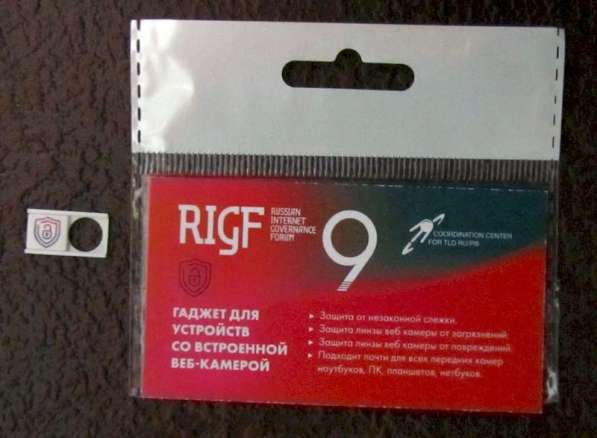 RIGF
RUSSIAN
INTERNET
GOVERNANCE
FORUM
9
COORDINATION CENTER
FOR TLD RU/РФ
ГАДЖЕТ ДЛЯ
УСТРОЙСТВ
СО ВСТРОЕННОЙ
ВЕБ-КАМЕРОЙ
Защита от незаконной слежки.
Защита линзы веб камеры от загрязнений.
Защита линзы веб камеры от повреждений.
Подходит почти для всех передних камер
ноутбуков, ПК, планшетов, нетбуков.